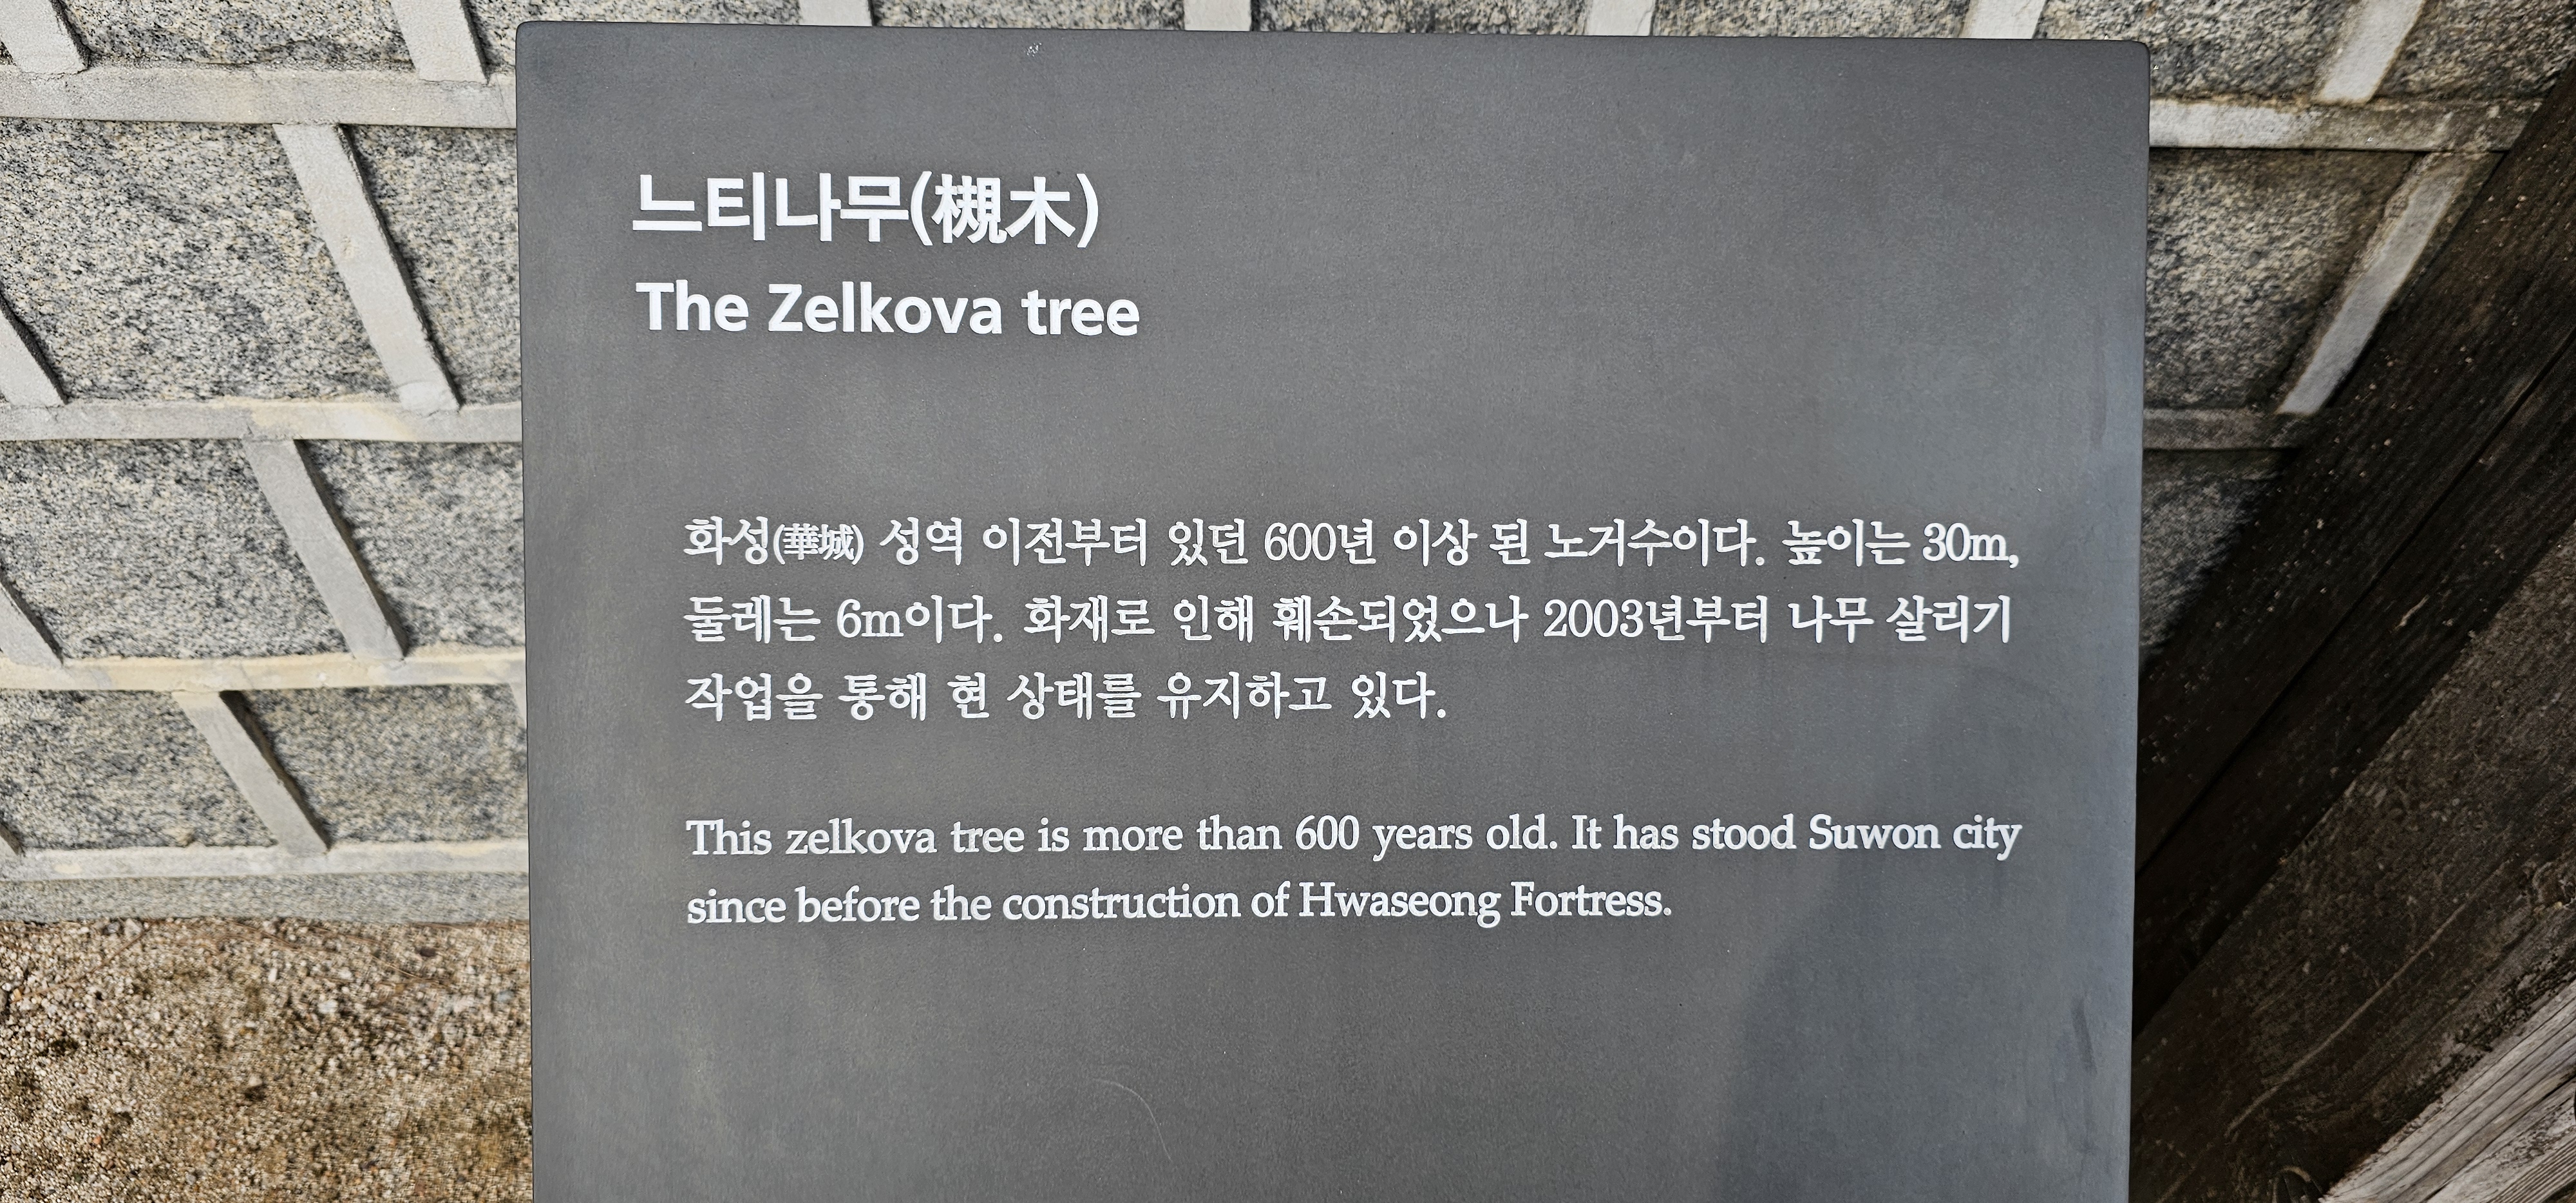 느티나무(槻木)
The Zelkova tree
화성(華城) 성역 이전부터 있던 600년 이상 된 노거수이다. 높이는 30m,
둘레는 6m이다. 화재로 인해 훼손되었으나 2003년부터 나무 살리기
작업을 통해 현 상태를 유지하고 있다.
This zelkova tree is more than 600 years old. It has stood Suwon city
since before the construction of Hwaseong Fortress.